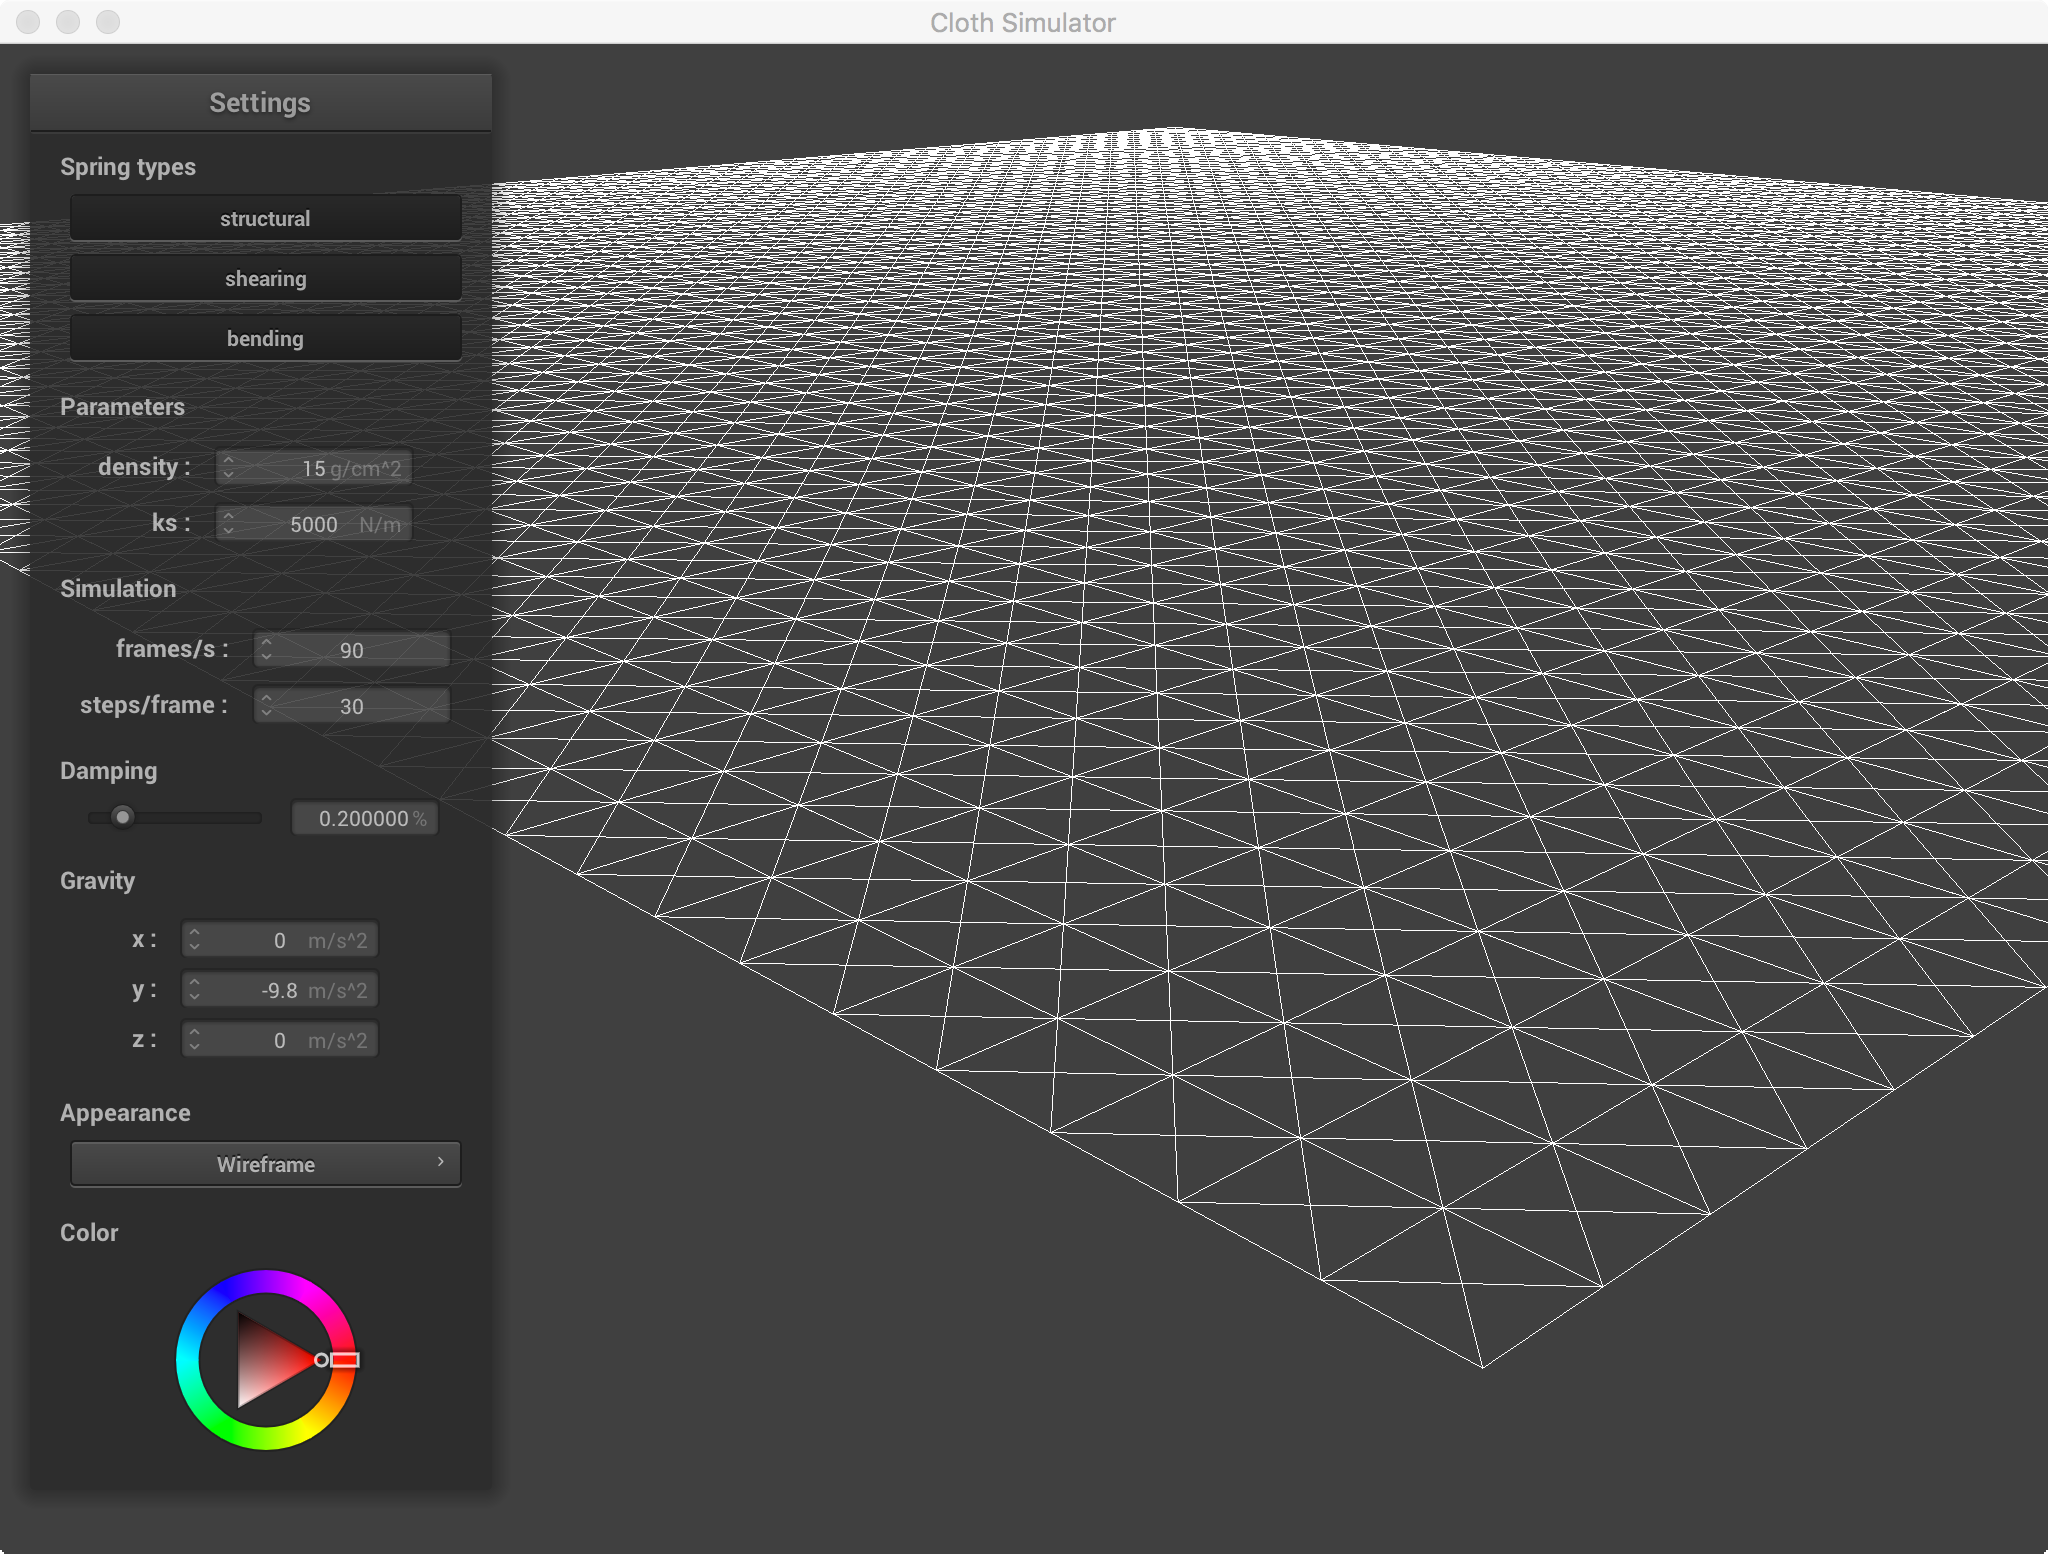 Cloth Simulator
Settings
Spring types
structural
shearing
bending
Parameters
density : 15 g/cm^2
ks : 5000 N/m
Simulation
frames/s : 90
steps/frame : 30
Damping
0.200000 %
Gravity
x : 0 m/s^2
y : -9.8 m/s^2
z : 0 m/s^2
Appearance
Wireframe
Color